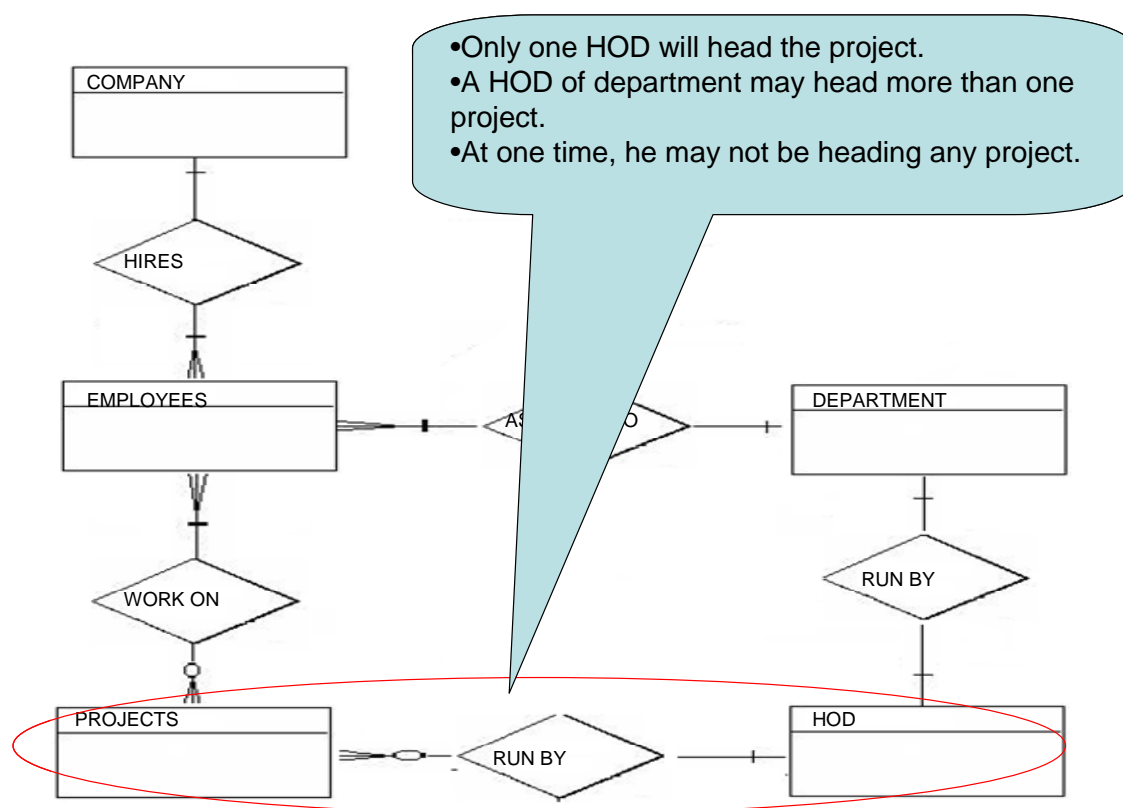 •Only one HOD will head the project.
•A HOD of department may head more than one
project.
•At one time, he may not be heading any project.
COMPANY
HIRES
EMPLOYEES
DEPARTMENT
WORK ON
RUN BY
PROJECTS
RUN BY
HOD